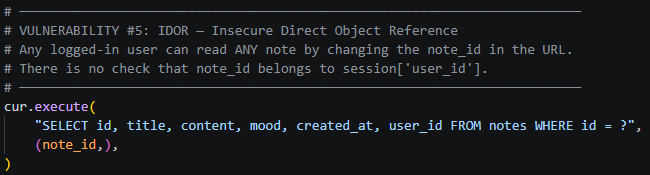 # ──────────────────────────────────────────────────────────────────────
# VULNERABILITY #5: IDOR — Insecure Direct Object Reference
# Any logged-in user can read ANY note by changing the note_id in the URL.
# There is no check that note_id belongs to session['user_id'].
# ──────────────────────────────────────────────────────────────────────
cur.execute(
    "SELECT id, title, content, mood, created_at, user_id FROM notes WHERE id = ?",
    (note_id,),
)